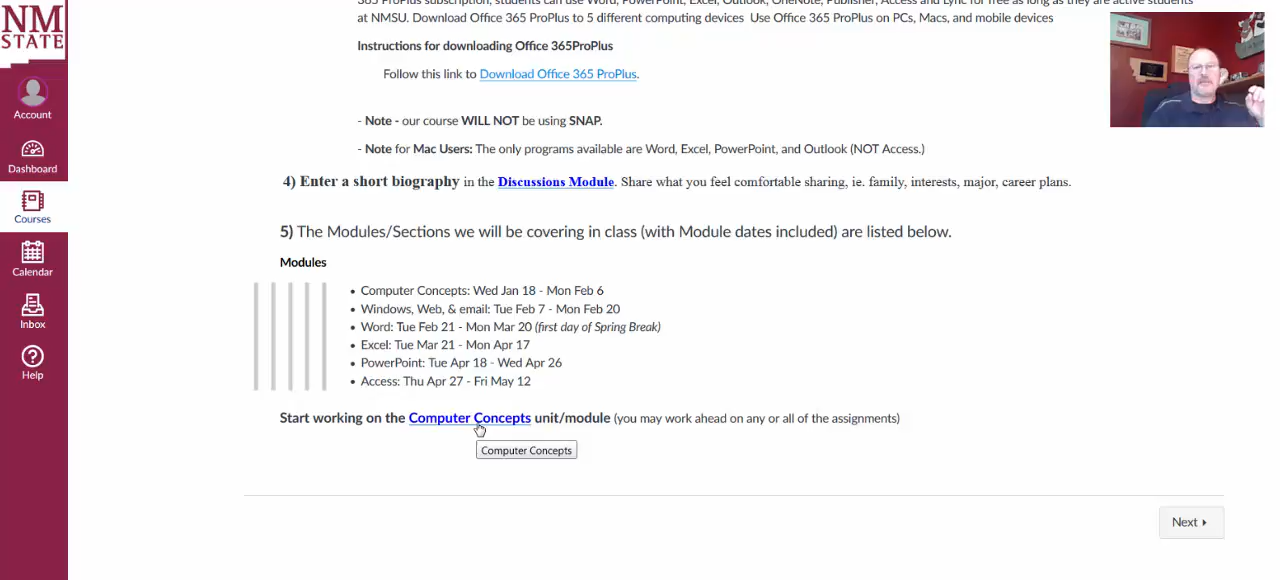 365 ProPlus subscription, students can use Word, PowerPoint, Excel, Outlook, OneNote, Publisher, Access and Lync for free as long as they are active students
at NMSU. Download Office 365 ProPlus to 5 different computing devices  Use Office 365 ProPlus on PCs, Macs, and mobile devices
NM
STATE
Instructions for downloading Office 365ProPlus
Follow this link to Download Office 365 ProPlus.
Account
- Note - our course WILL NOT be using SNAP.
- Note for Mac Users: The only programs available are Word, Excel, PowerPoint, and Outlook (NOT Access.)
Dashboard
4) Enter a short biography in the Discussions Module. Share what you feel comfortable sharing, ie. family, interests, major, career plans.
Courses
5) The Modules/Sections we will be covering in class (with Module dates included) are listed below.
Modules
Calendar
• Computer Concepts: Wed Jan 18 - Mon Feb 6
• Windows, Web, & email: Tue Feb 7 - Mon Feb 20
Inbox
• Word: Tue Feb 21 - Mon Mar 20 (first day of Spring Break)
• Excel: Tue Mar 21 - Mon Apr 17
• PowerPoint: Tue Apr 18 - Wed Apr 26
Help
• Access: Thu Apr 27 - Fri May 12
Start working on the Computer Concepts unit/module (you may work ahead on any or all of the assignments)
Computer Concepts
Next